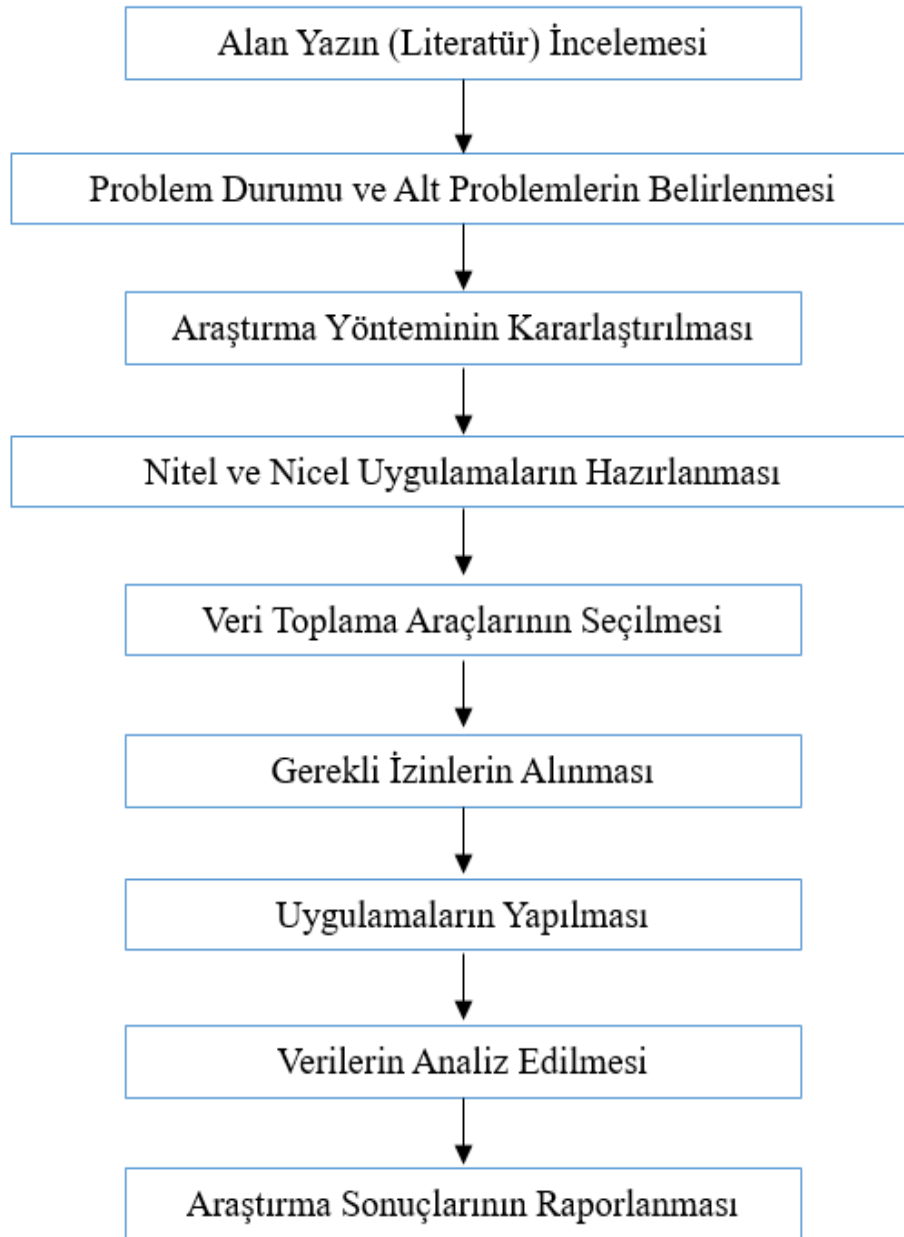 Alan Yazın (Literatür) İncelemesi
Problem Durumu ve Alt Problemlerin Belirlenmesi
Araştırma Yönteminin Kararlaştırılması
Nitel ve Nicel Uygulamaların Hazırlanması
Veri Toplama Araçlarının Seçilmesi
Gerekli İzinlerin Alınması
Uygulamaların Yapılması
Verilerin Analiz Edilmesi
Araştırma Sonuçlarının Raporlanması